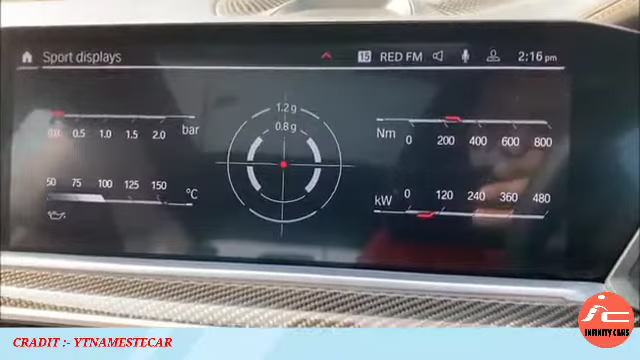 Sport displays
15 RED FM 2:16 pm
1.2 g
0.8 g
0.0 0.5 1.0 1.5 2.0 bar
Nm 0 200 400 600 800
50 75 100 125 150 °C
kW 0 120 240 360 480
CRADIT :- YTNAMESTECAR
INFINITY CARS